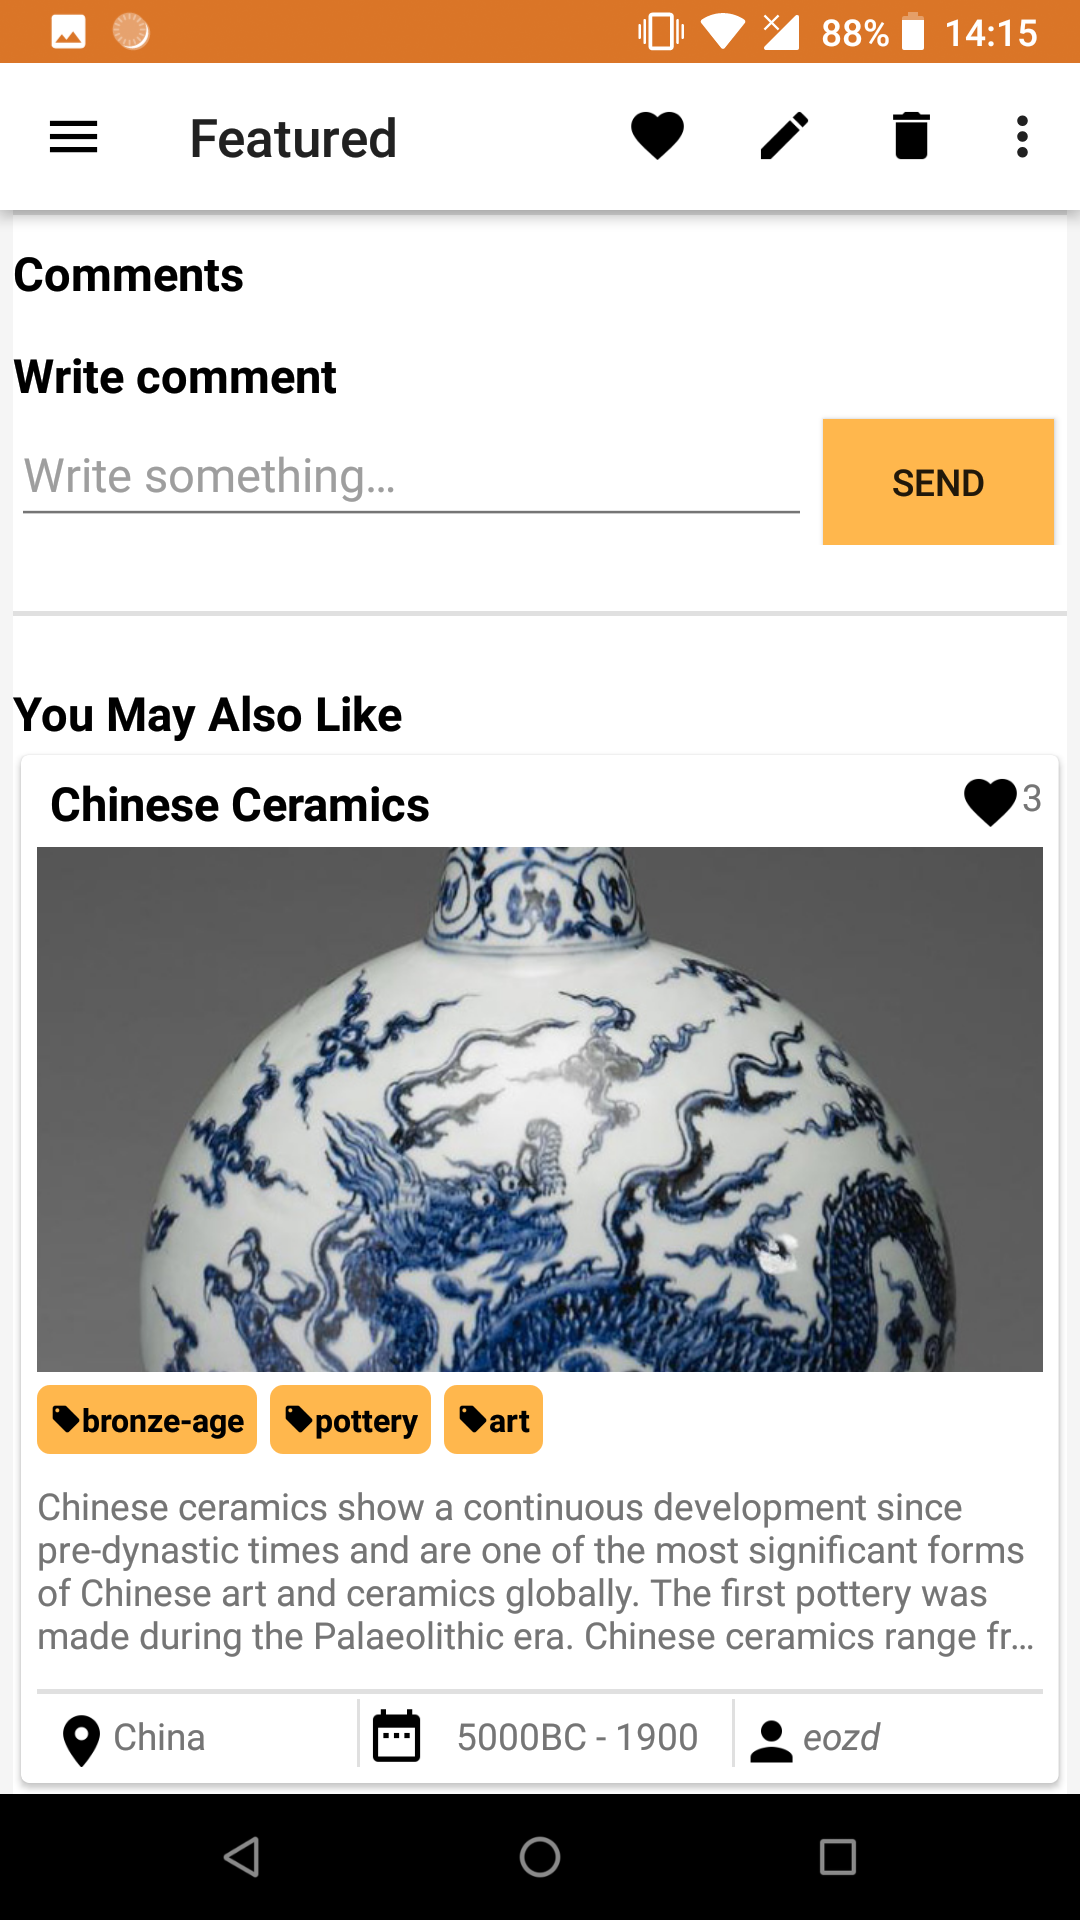 88% 14:15
Featured
Comments
Write comment
Write something...
SEND
You May Also Like
Chinese Ceramics
3
bronze-age pottery art
Chinese ceramics show a continuous development since
pre-dynastic times and are one of the most significant forms
of Chinese art and ceramics globally. The first pottery was
made during the Palaeolithic era. Chinese ceramics range fr...
China 5000BC - 1900 eozd